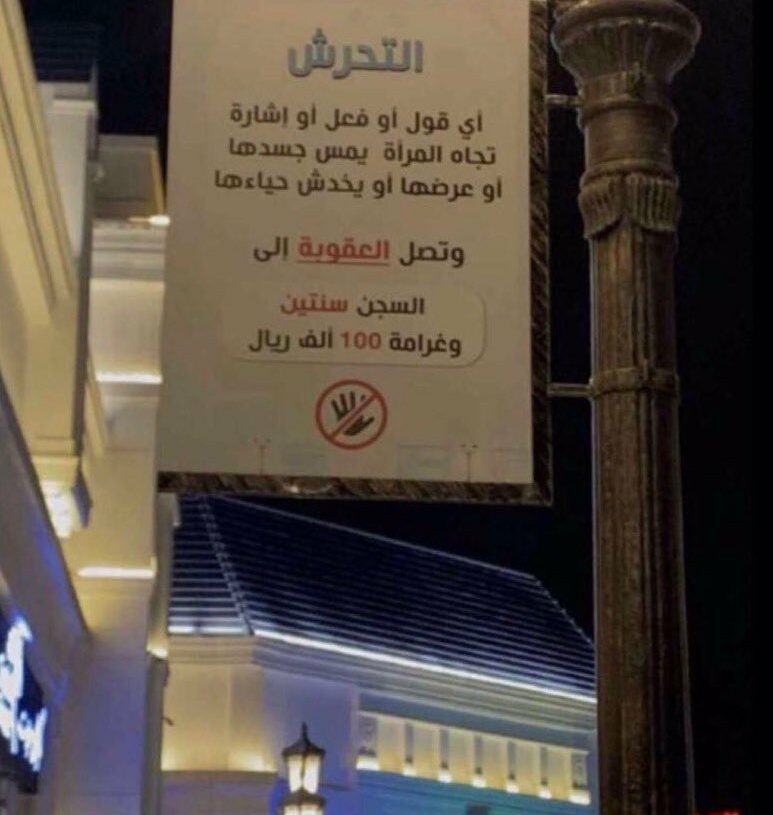 التحرش
أي قول أو فعل أو إشارة
تجاه المرأة يمس جسدها
أو عرضها أو يخدش حياءها
وتصل العقوبة إلى
السجن سنتين
وغرامة 100 ألف ريال